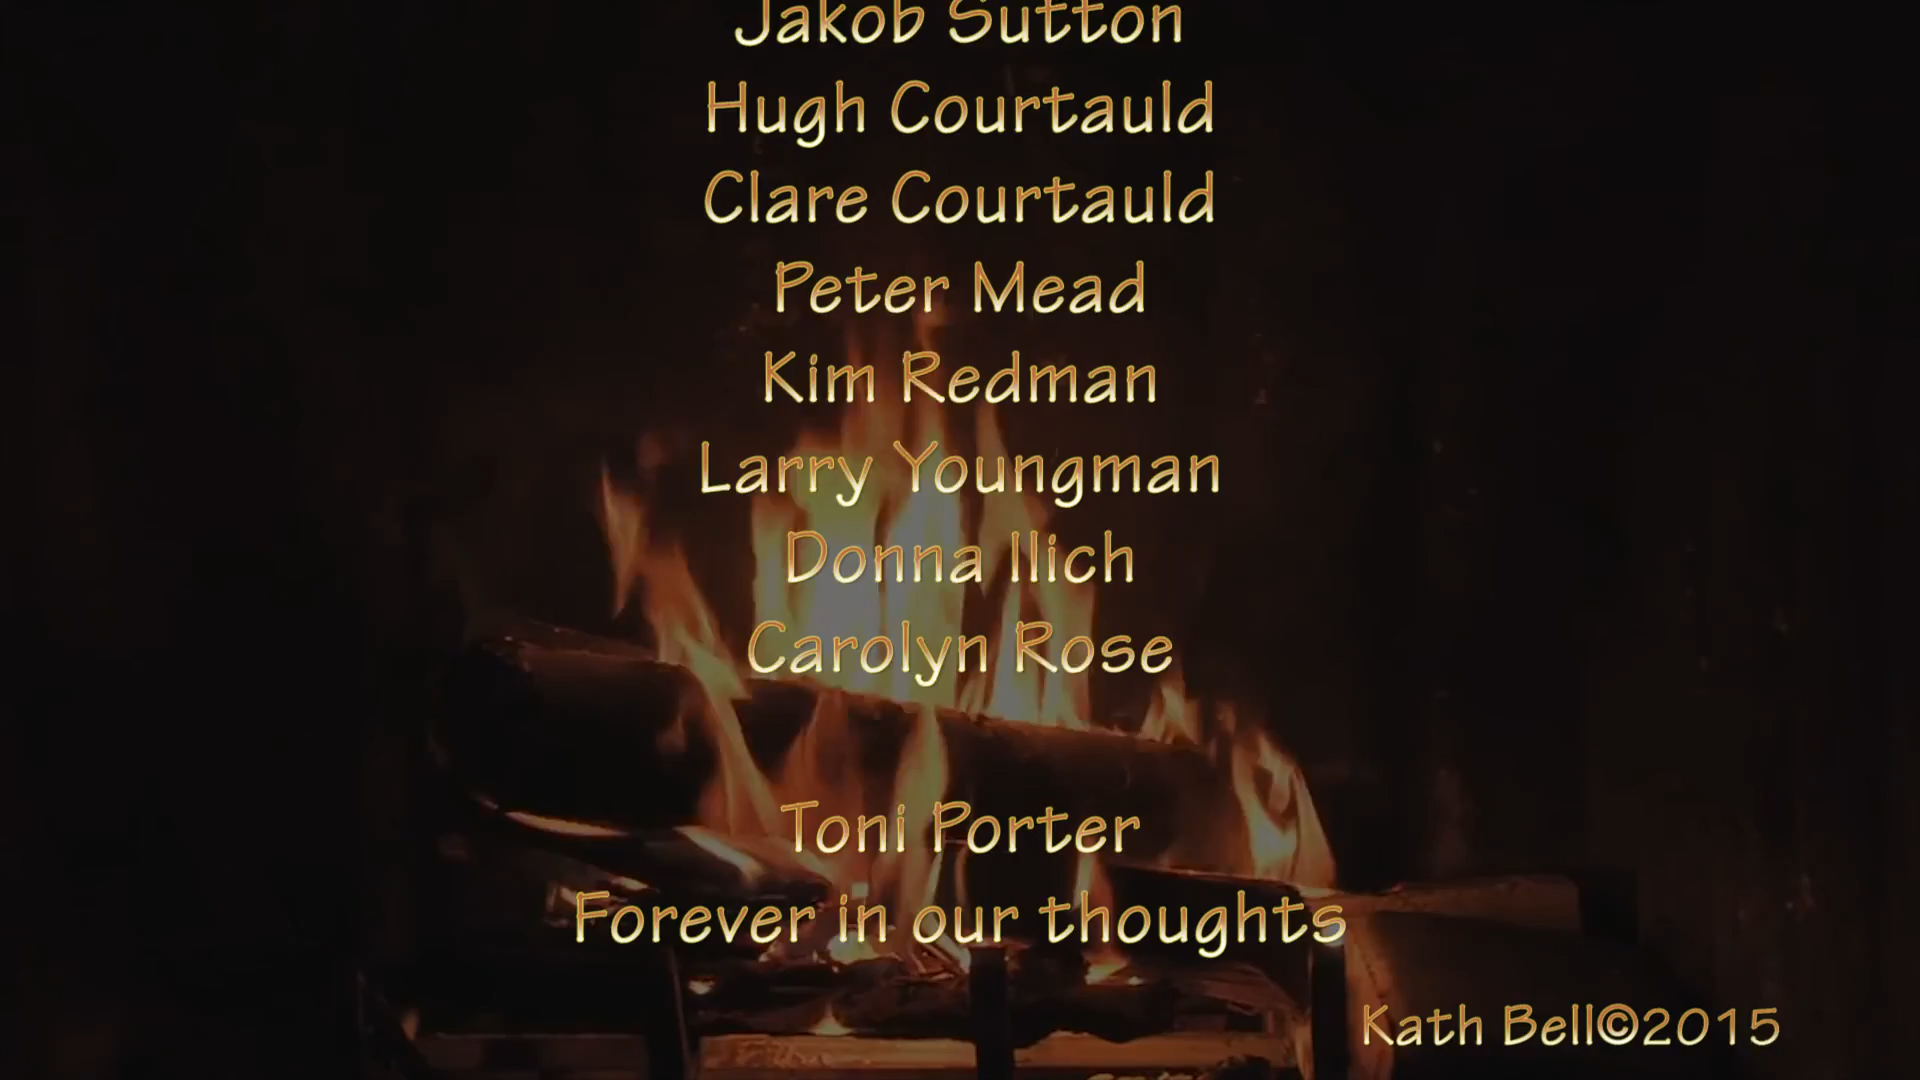 Jakob Sutton
Hugh Courtauld
Clare Courtauld
Peter Mead
Kim Redman
Larry Youngman
Donna Ilich
Carolyn Rose
Toni Porter
Forever in our thoughts
Kath Bell©2015